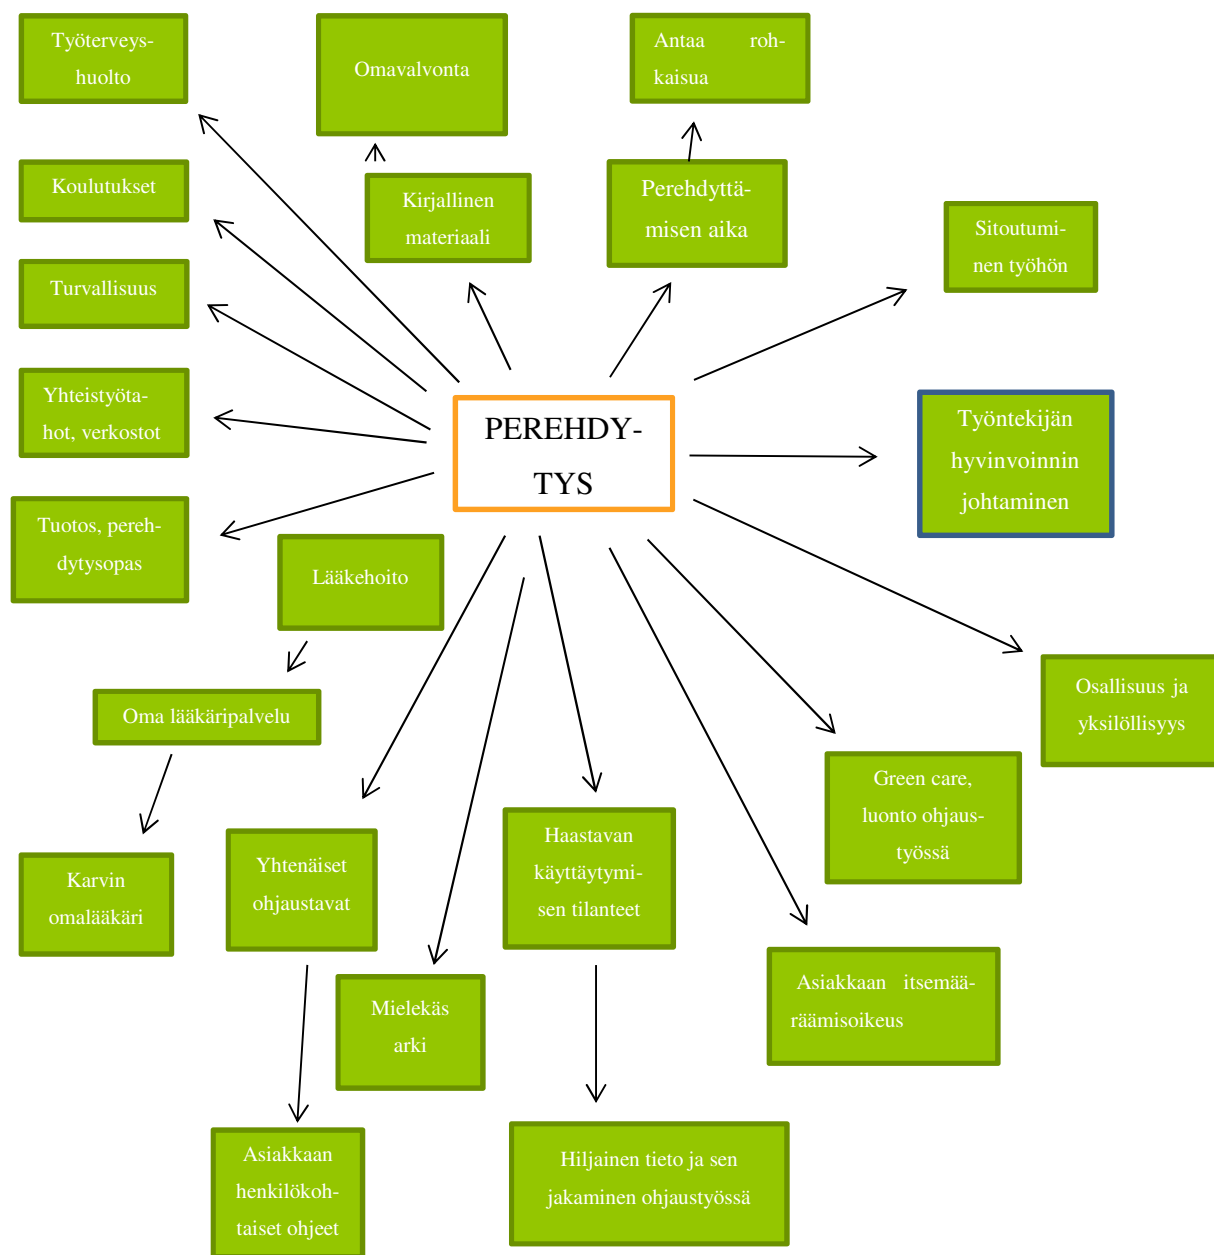 Työterveys-
huolto
Omavalvonta
Antaa roh-
kaisua
Koulutukset
Kirjallinen
materiaali
Perehdyttä-
misen aika
Sitoutumi-
nen työhön
Turvallisuus
Yhteistyöta-
hot, verkostot
PEREHDY-
TYS
Työntekijän
hyvinvoinnin
johtaminen
Tuotos, pereh-
dytysopas
Lääkehoito
Oma lääkäripalvelu
Osallisuus ja
yksilöllisyys
Green care,
luonto ohjaus-
työssä
Karvin
omalääkäri
Yhtenäiset
ohjaustavat
Haastavan
käyttäytymi-
sen tilanteet
Mielekäs
arki
Asiakkaan itsemää-
räämisoikeus
Asiakkaan
henkilökoh-
taiset ohjeet
Hiljainen tieto ja sen
jakaminen ohjaustyössä